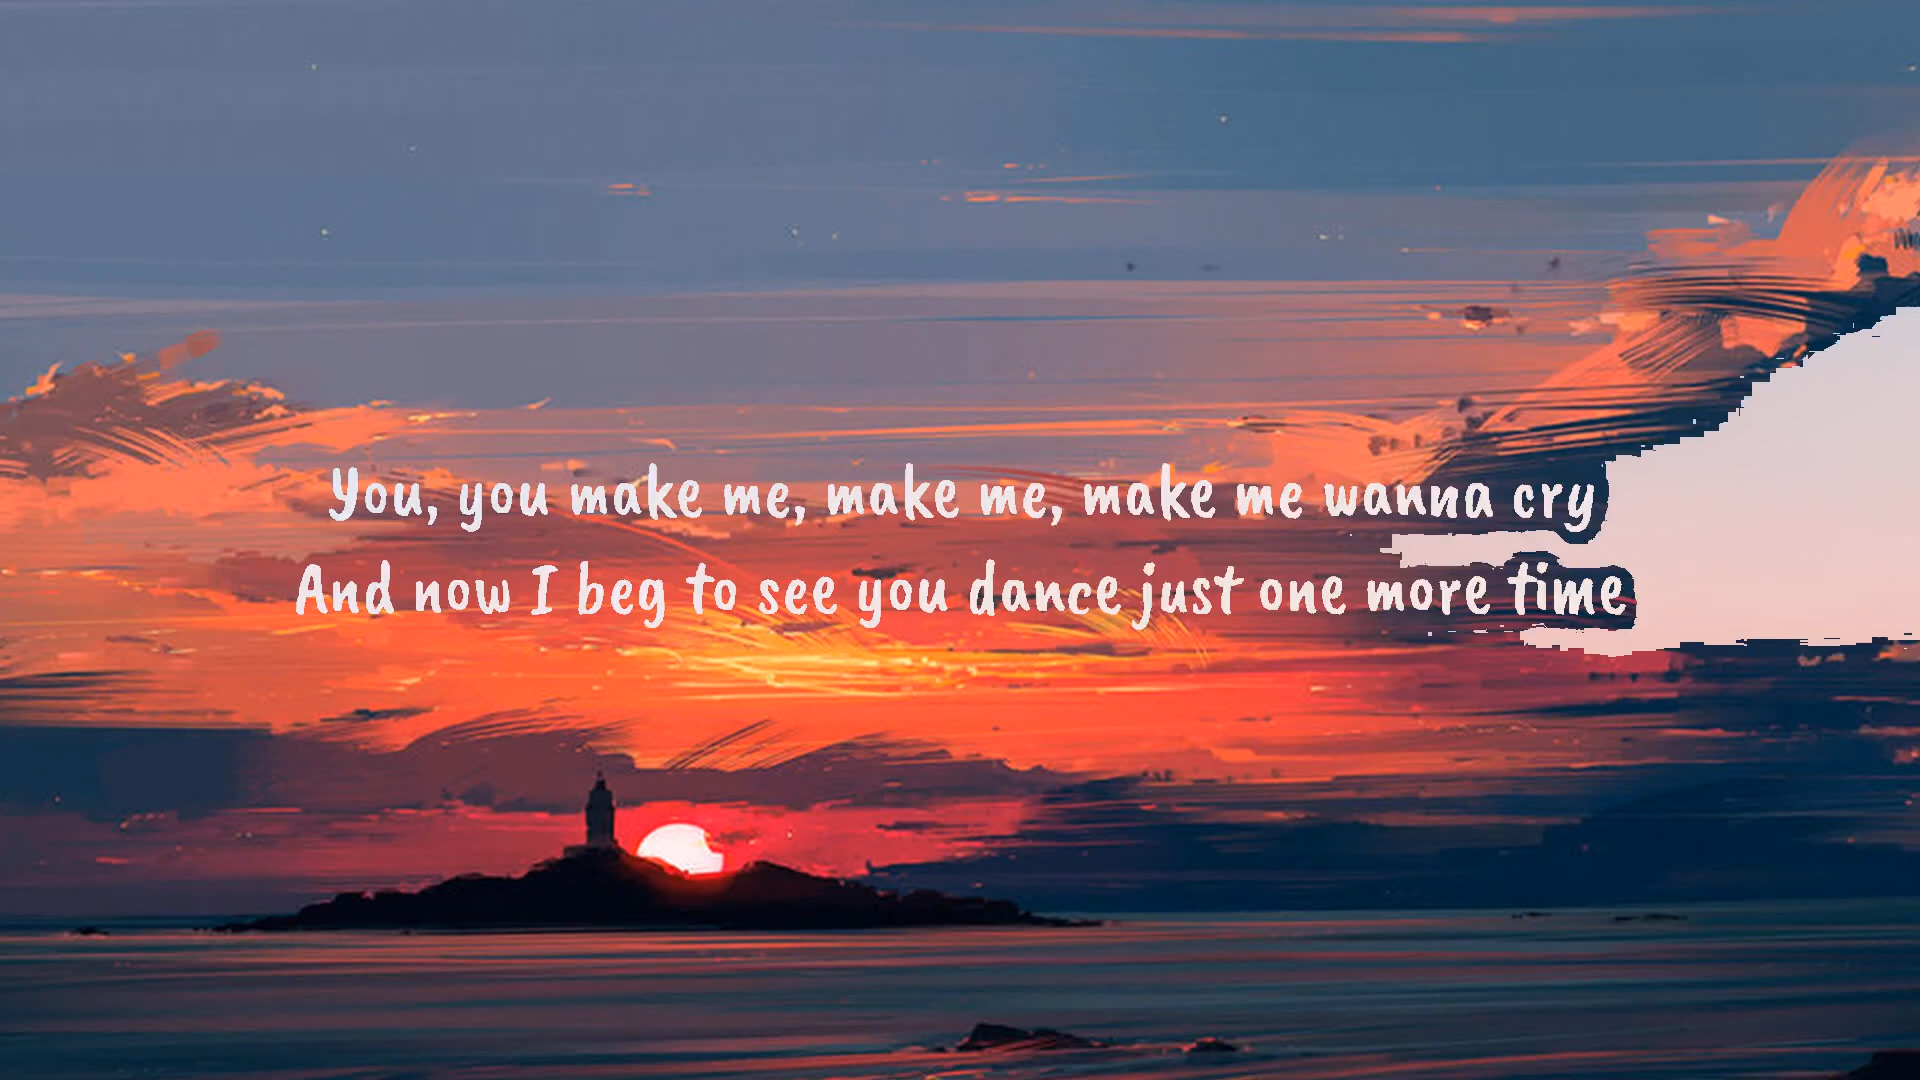 You, you make me, make me, make me wanna cry
And now I beg to see you dance just one more time